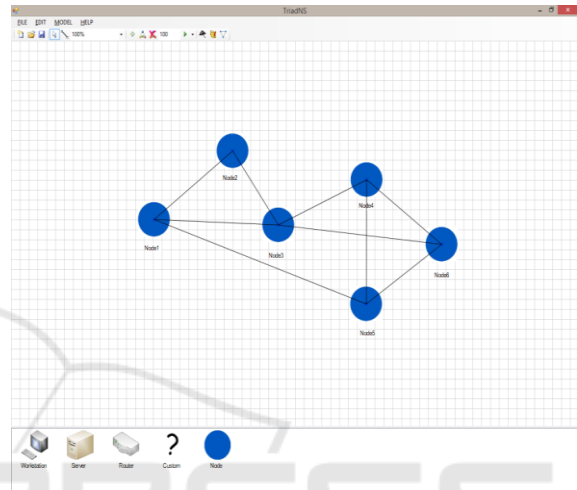 TriadNS
FILE EDIT MODEL HELP
100% 100
Node2
Node4
Node1
Node3
Node6
Node5
Workstation Server Router Custom Node